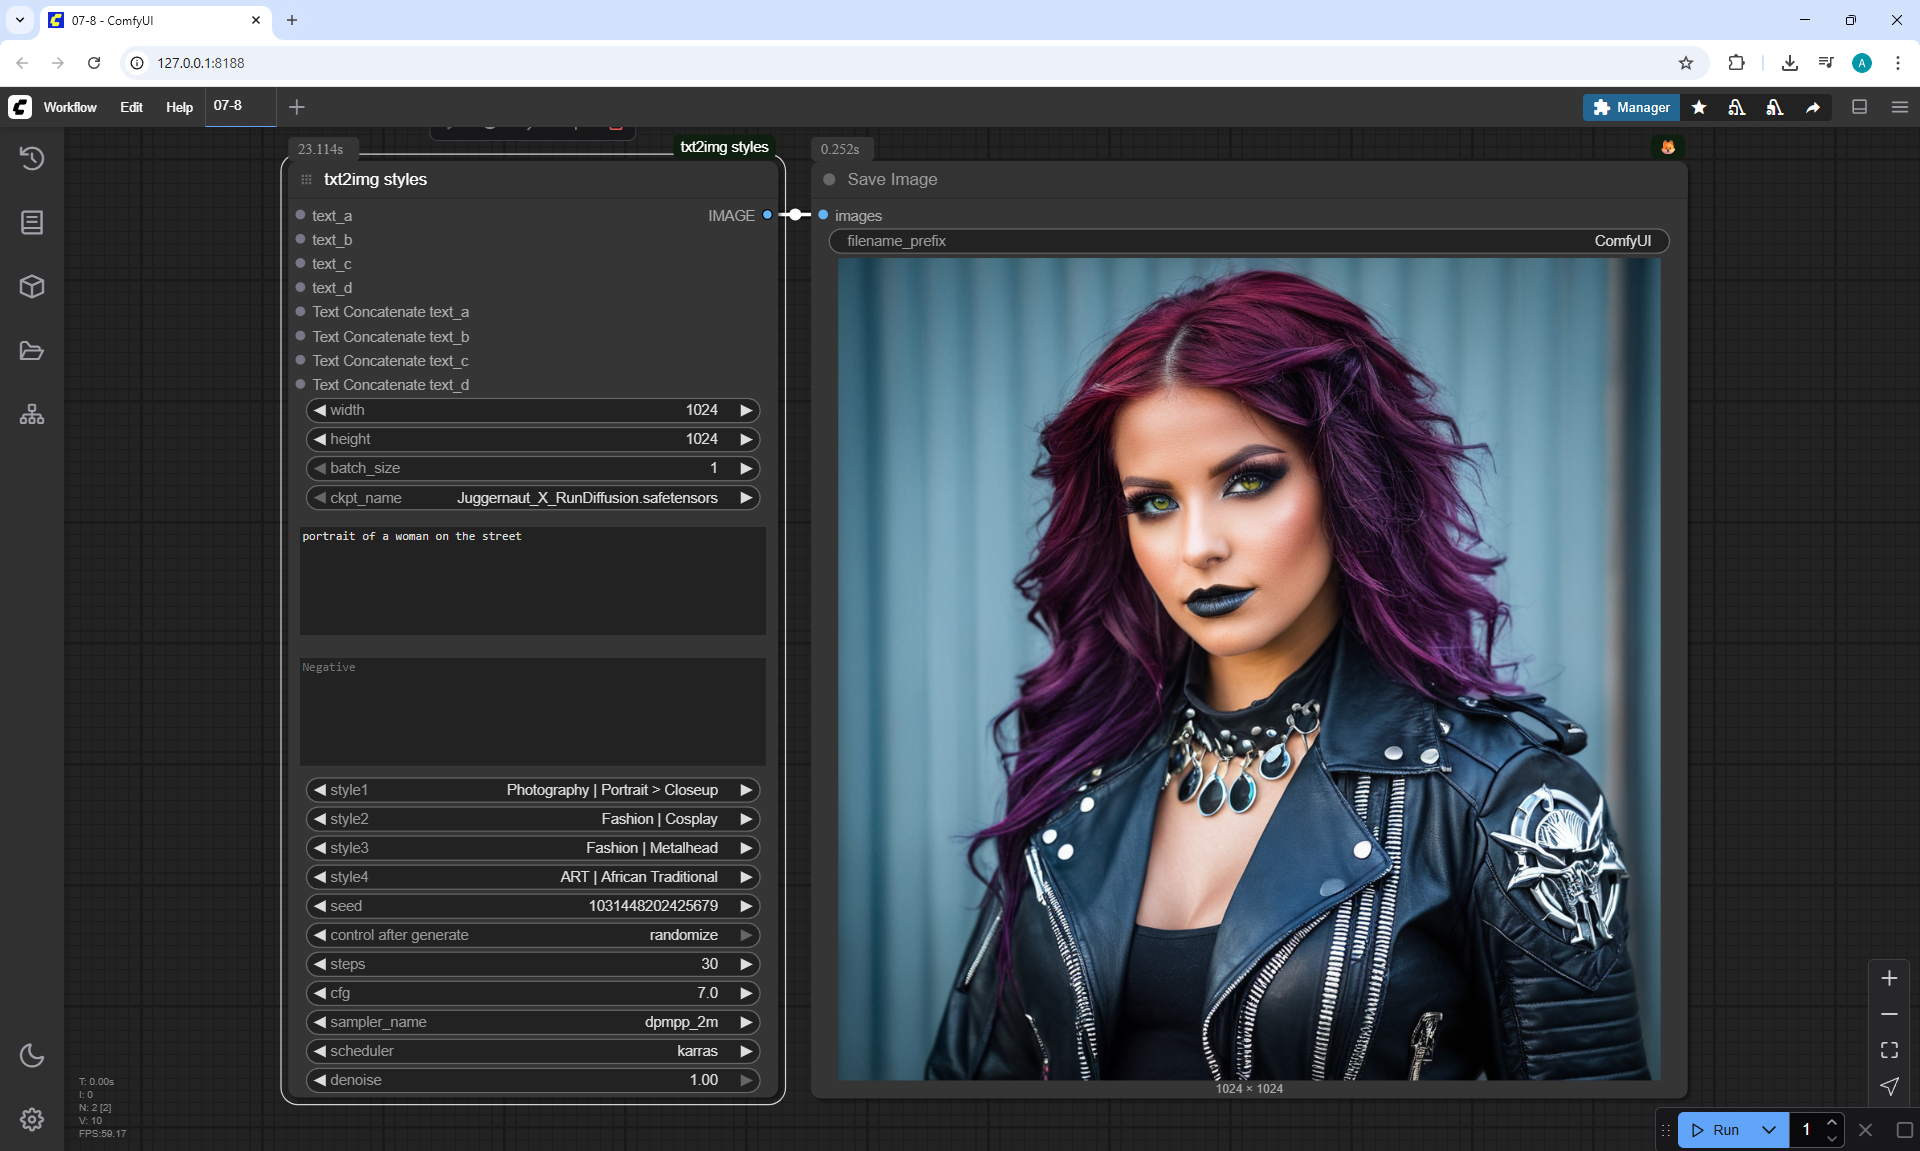 07-8 - ComfyUI
127.0.0.1:8188
A
Workflow Edit Help 07-8
Manager
23.114s
txt2img styles
txt2img styles
text_a
IMAGE
text_b
text_c
text_d
Text Concatenate text_a
Text Concatenate text_b
Text Concatenate text_c
Text Concatenate text_d
width 1024
height 1024
batch_size 1
ckpt_name Juggernaut_X_RunDiffusion.safetensors
portrait of a woman on the street
Negative
style1 Photography | Portrait > Closeup
style2 Fashion | Cosplay
style3 Fashion | Metalhead
style4 ART | African Traditional
seed 1031448202425679
control after generate randomize
steps 30
cfg 7.0
sampler_name dpmpp_2m
scheduler karras
denoise 1.00
0.252s
Save Image
images
filename_prefix ComfyUI
1024 × 1024
T: 0.00s
I: 0
N: 2 [2]
V: 10
FPS:59.17
Run 1